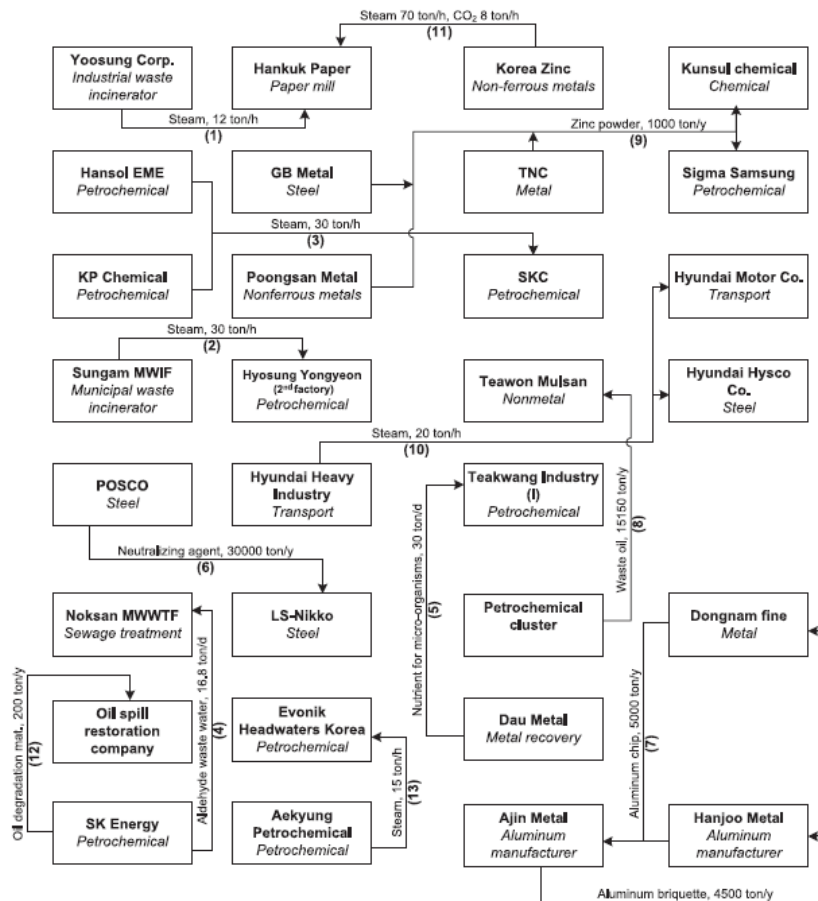 Steam 70 ton/h, CO₂ 8 ton/h
(11)
Yoosung Corp.
Industrial waste
incinerator
Hankuk Paper
Paper mill
Korea Zinc
Non-ferrous metals
Kunsul chemical
Chemical
Steam, 12 ton/h
(1)
Zinc powder, 1000 ton/y
(9)
Hansol EME
Petrochemical
GB Metal
Steel
TNC
Metal
Sigma Samsung
Petrochemical
Steam, 30 ton/h
(3)
KP Chemical
Petrochemical
Poongsan Metal
Nonferrous metals
SKC
Petrochemical
Hyundai Motor Co.
Transport
Steam, 30 ton/h
(2)
Sungam MWIF
Municipal waste
incinerator
Hyosung Yongyeon
(2nd factory)
Petrochemical
Teawon Mulsan
Nonmetal
Hyundai Hysco
Co.
Steel
Steam, 20 ton/h
(10)
POSCO
Steel
Hyundai Heavy
Industry
Transport
Teakwang Industry
(I)
Petrochemical
Waste oil, 15150 ton/y
(8)
Neutralizing agent, 30000 ton/y
(6)
Nutrient for micro-organisms, 30 ton/d
(5)
Noksan MWWTF
Sewage treatment
LS-Nikko
Steel
Petrochemical
cluster
Dongnam fine
Metal
Oil degradation mat., 200 ton/y
(12)
Oil spill
restoration
company
Aldehyde waste water, 16.8 ton/d
(4)
Evonik
Headwaters Korea
Petrochemical
Dau Metal
Metal recovery
Aluminum chip, 5000 ton/y
(7)
Steam, 15 ton/h
(13)
SK Energy
Petrochemical
Aekyung
Petrochemical
Petrochemical
Ajin Metal
Aluminum
manufacturer
Hanjoo Metal
Aluminum
manufacturer
Aluminum briquette, 4500 ton/y